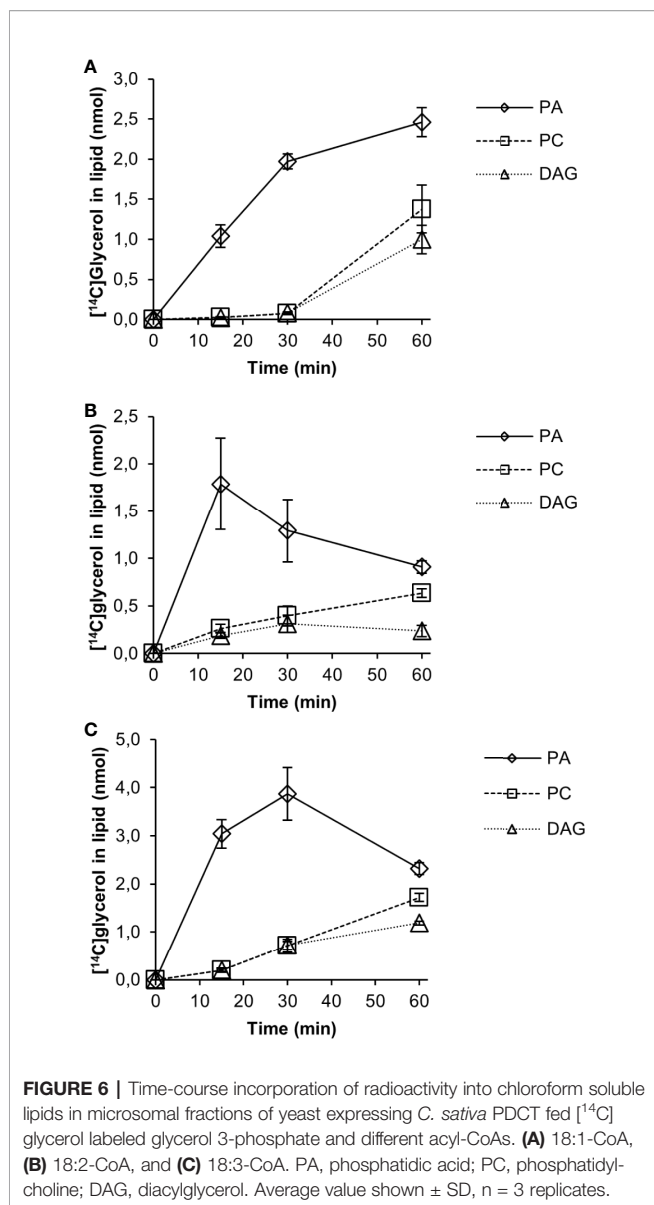 A
3,0
2,5
2,0
1,5
1,0
0,5
0,0
[¹⁴C]Glycerol in lipid (nmol)
0 10 20 30 40 50 60
Time (min)
PA
PC
DAG
B
2,5
2,0
1,5
1,0
0,5
0,0
[¹⁴C]glycerol in lipid (nmol)
0 10 20 30 40 50 60
Time (min)
PA
PC
DAG
C
5,0
4,0
3,0
2,0
1,0
0,0
[¹⁴C]glycerol in lipid (nmol)
0 10 20 30 40 50 60
Time (min)
PA
PC
DAG
FIGURE 6 | Time-course incorporation of radioactivity into chloroform soluble
lipids in microsomal fractions of yeast expressing C. sativa PDCT fed [¹⁴C]
glycerol labeled glycerol 3-phosphate and different acyl-CoAs. (A) 18:1-CoA,
(B) 18:2-CoA, and (C) 18:3-CoA. PA, phosphatidic acid; PC, phosphatidyl-
choline; DAG, diacylglycerol. Average value shown ± SD, n = 3 replicates.